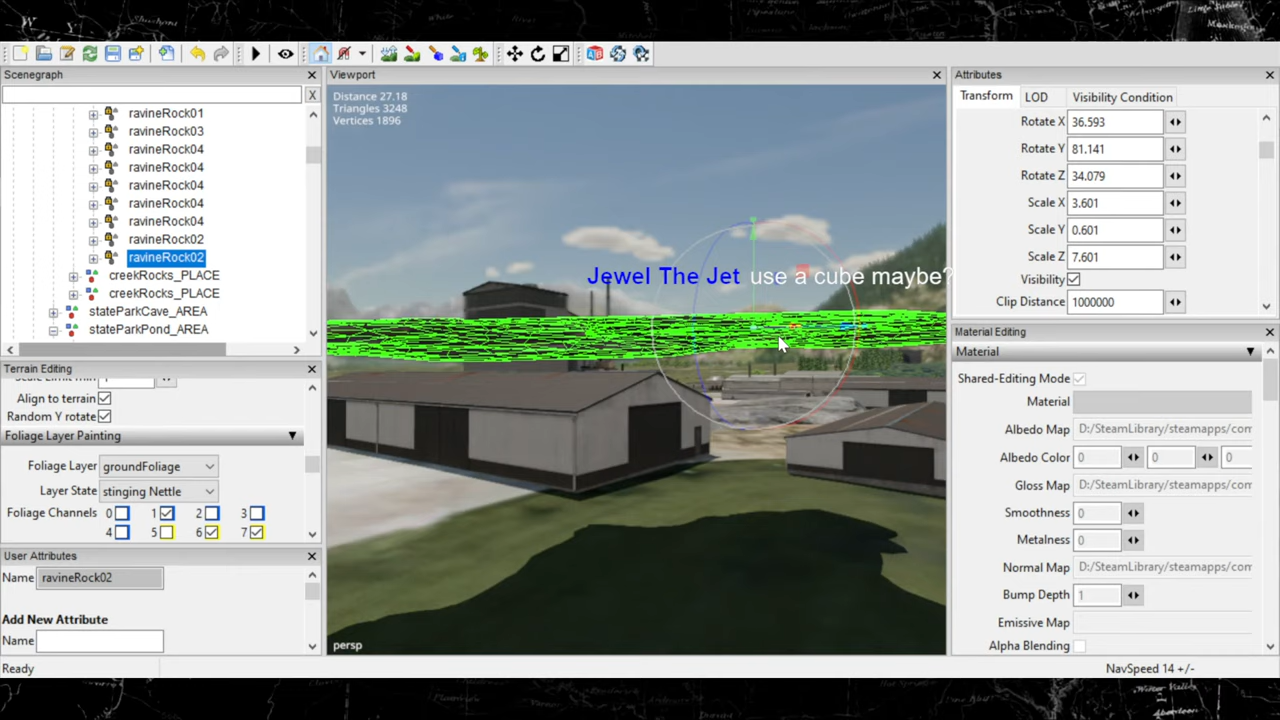 Scenegraph
X
ravineRock01
ravineRock03
ravineRock04
ravineRock04
ravineRock04
ravineRock04
ravineRock04
ravineRock02
ravineRock02
creekRocks_PLACE
creekRocks_PLACE
stateParkCave_AREA
stateParkPond_AREA
Terrain Editing
Align to terrain
Random Y rotate
Foliage Layer Painting
Foliage Layer groundFoliage
Layer State stinging Nettle
Foliage Channels 0 1 2 3
4 5 6 7
User Attributes
Name ravineRock02
Add New Attribute
Name
Ready
Viewport
Distance 27.18
Triangles 3248
Vertices 1896
Jewel The Jet use a cube maybe?
persp
Attributes
Transform LOD Visibility Condition
Rotate X 36.593
Rotate Y 81.141
Rotate Z 34.079
Scale X 3.601
Scale Y 0.601
Scale Z 7.601
Visibility
Clip Distance 1000000
Material Editing
Material
Shared-Editing Mode
Material
Albedo Map D:/SteamLibrary/steamapps/com
Albedo Color 0 0 0
Gloss Map D:/SteamLibrary/steamapps/com
Smoothness 0
Metalness 0
Normal Map D:/SteamLibrary/steamapps/com
Bump Depth 1
Emissive Map
Alpha Blending
NavSpeed 14 +/-